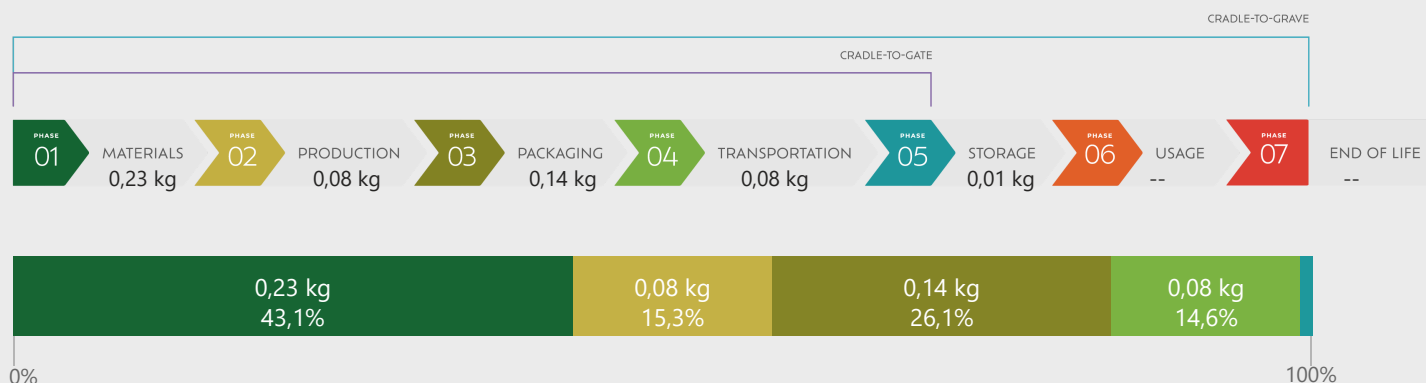 CRADLE-TO-GRAVE
CRADLE-TO-GATE
PHASE
01
MATERIALS
0,23 kg
PHASE
02
PRODUCTION
0,08 kg
PHASE
03
PACKAGING
0,14 kg
PHASE
04
TRANSPORTATION
0,08 kg
PHASE
05
STORAGE
0,01 kg
PHASE
06
USAGE
--
PHASE
07
END OF LIFE
--
0,23 kg
43,1%
0,08 kg
15,3%
0,14 kg
26,1%
0,08 kg
14,6%
0%
100%